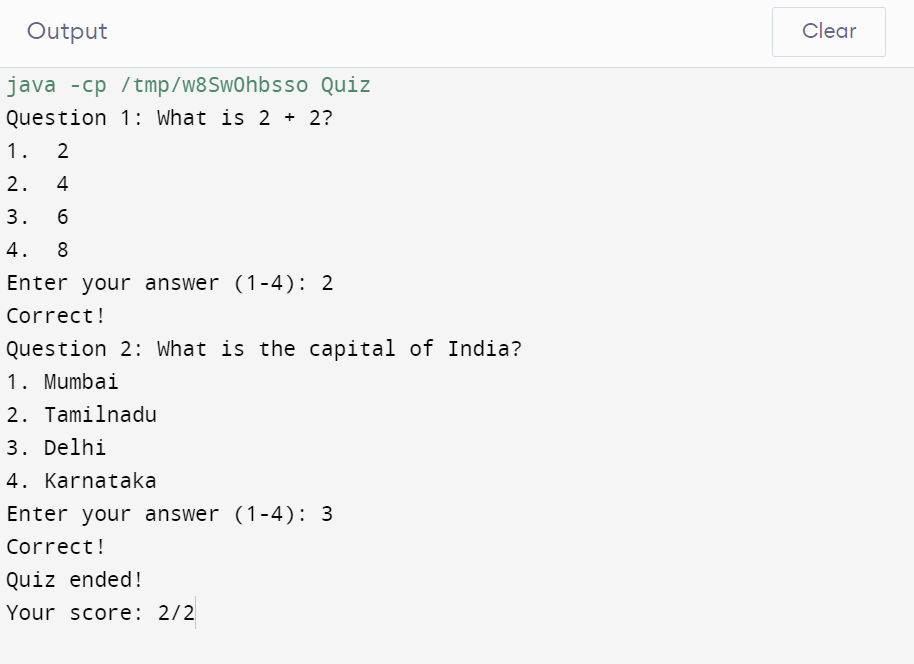 Output
Clear
java -cp /tmp/w8SwOhbsso Quiz
Question 1: What is 2 + 2?
1.  2
2.  4
3.  6
4.  8
Enter your answer (1-4): 2
Correct!
Question 2: What is the capital of India?
1. Mumbai
2. Tamilnadu
3. Delhi
4. Karnataka
Enter your answer (1-4): 3
Correct!
Quiz ended!
Your score: 2/2